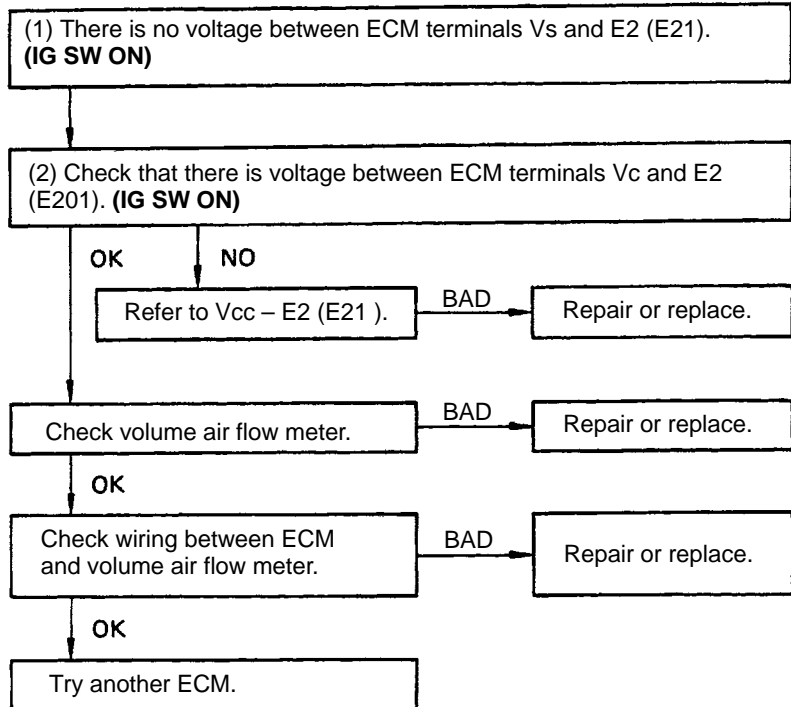 (1) There is no voltage between ECM terminals Vs and E2 (E21).
(IG SW ON)
(2) Check that there is voltage between ECM terminals Vc and E2
(E201). (IG SW ON)
OK
NO
Refer to Vcc – E2 (E21 ).
BAD
Repair or replace.
Check volume air flow meter.
BAD
Repair or replace.
OK
Check wiring between ECM
and volume air flow meter.
BAD
Repair or replace.
OK
Try another ECM.